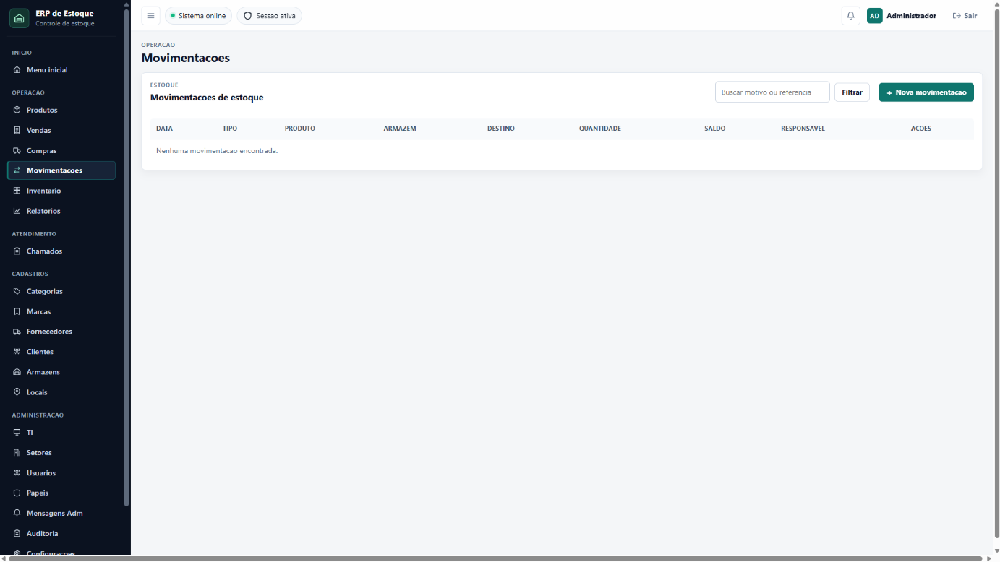 ERP de Estoque
Controle de estoque
INICIO
Menu inicial
OPERACAO
Produtos
Vendas
Compras
Movimentacoes
Inventario
Relatorios
ATENDIMENTO
Chamados
CADASTROS
Categorias
Marcas
Fornecedores
Clientes
Armazens
Locais
ADMINISTRACAO
TI
Setores
Usuarios
Papeis
Mensagens Adm
Auditoria
Configuracoes
Sistema online
Sessao ativa
AD Administrador
Sair
OPERACAO
Movimentacoes
ESTOQUE
Movimentacoes de estoque
Buscar motivo ou referencia
Filtrar
+ Nova movimentacao
DATA TIPO PRODUTO ARMAZEM DESTINO QUANTIDADE SALDO RESPONSAVEL ACOES
Nenhuma movimentacao encontrada.